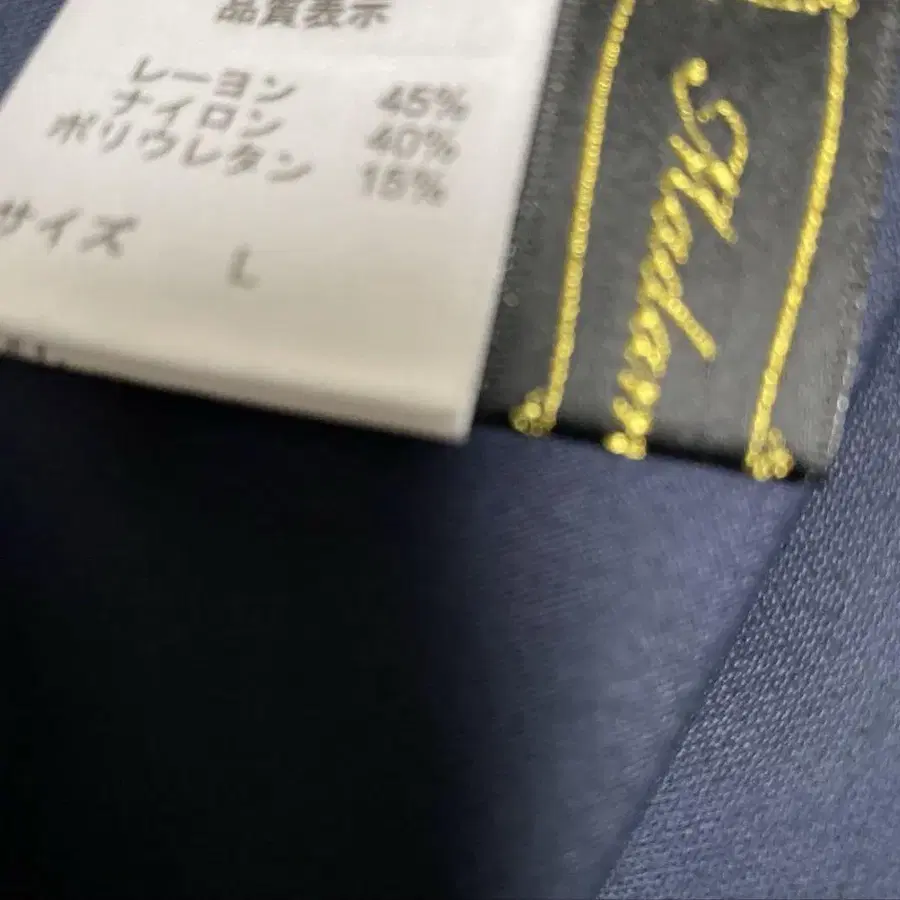 品質表示
レーヨン 45%
ナイロン 40%
ポリウレタン 15%
サイズ L